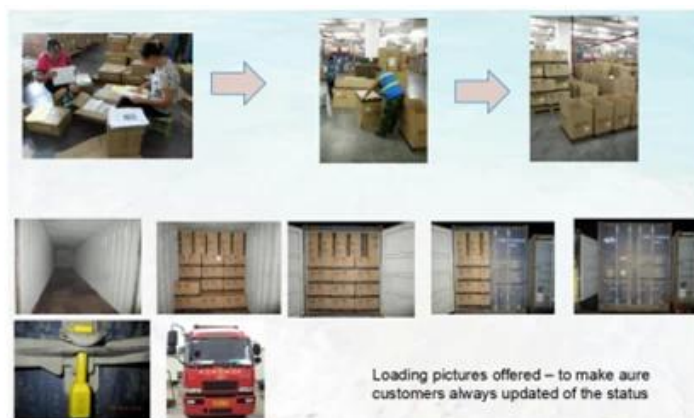 Loading pictures offered – to make aure
customers always updated of the status